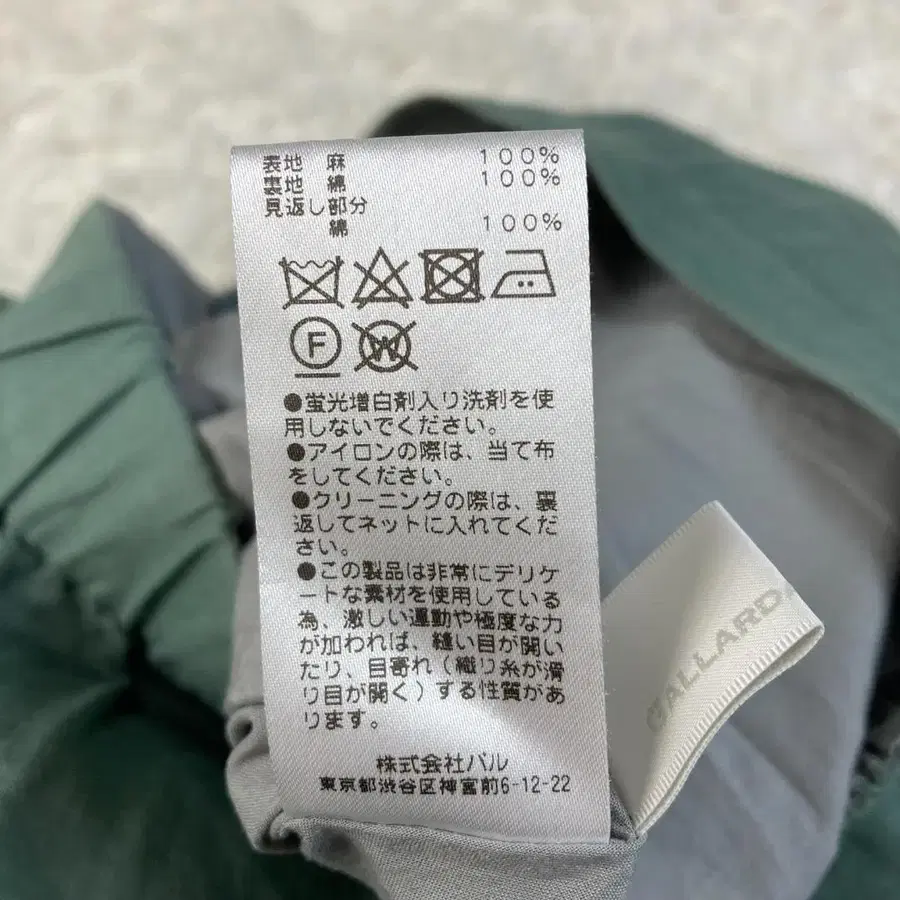 表地 麻 100%
裏地 綿 100%
見返し部分
綿 100%
F
W
●蛍光増白剤入り洗剤を使
用しないでください。
●アイロンの際は、当て布
をしてください。
●クリーニングの際は、裏
返してネットに入れてくだ
さい。
●この製品は非常にデリケ
ートな素材を使用している
為、激しい運動や極度な力
が加われば、縫い目が開い
たり、目寄れ(織り糸が滑
り目が開く)する性質があ
ります。
株式会社パル
東京都渋谷区神宮前6-12-22
GALLARDA